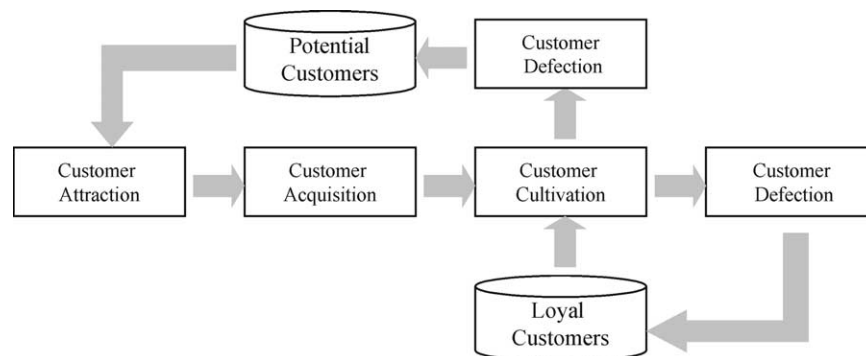 Potential
Customers
Customer
Defection
Customer
Attraction
Customer
Acquisition
Customer
Cultivation
Customer
Defection
Loyal
Customers